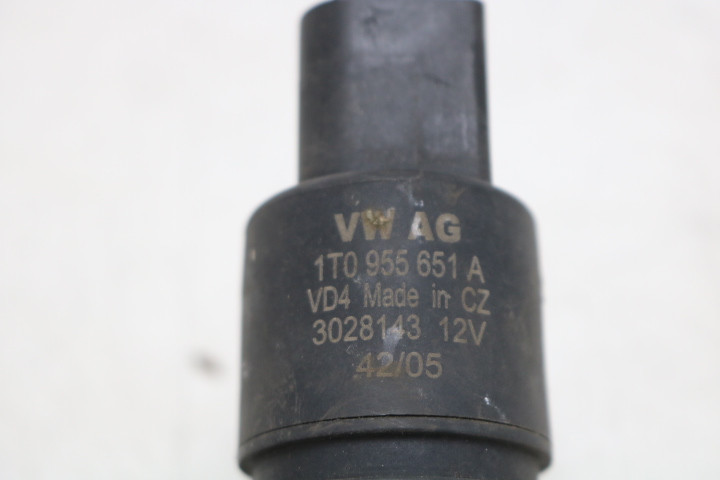 VW AG
1T0 955 651 A
VD4 Made in CZ
3028143 12V
42/05